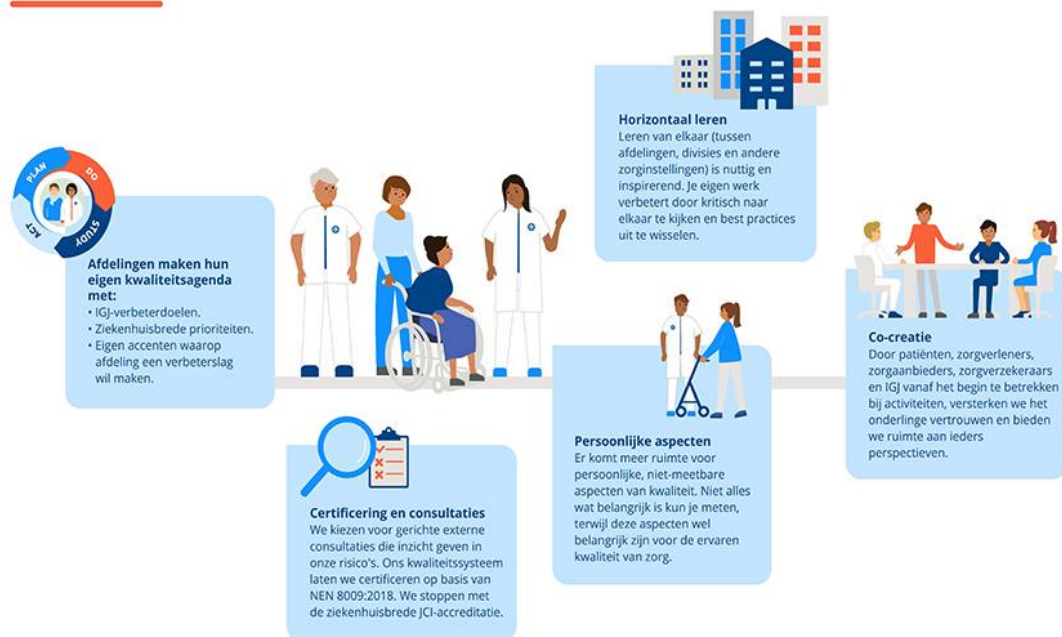 PLAN
DO
STUDY
ACT
Afdelingen maken hun
eigen kwaliteitsagenda
met:
• IGJ-verbeterdoelen.
• Ziekenhuisbrede prioriteiten.
• Eigen accenten waarop
afdeling een verbeterslag
wil maken.
Certificering en consultaties
We kiezen voor gerichte externe
consultaties die inzicht geven in
onze risico's. Ons kwaliteitssysteem
laten we certificeren op basis van
NEN 8009:2018. We stoppen met
de ziekenhuisbrede JCI-accreditatie.
Horizontaal leren
Leren van elkaar (tussen
afdelingen, divisies en andere
zorginstellingen) is nuttig en
inspirerend. Je eigen werk
verbetert door kritisch naar
elkaar te kijken en best practices
uit te wisselen.
Persoonlijke aspecten
Er komt meer ruimte voor
persoonlijke, niet-meetbare
aspecten van kwaliteit. Niet alles
wat belangrijk is kun je meten,
terwijl deze aspecten wel
belangrijk zijn voor de ervaren
kwaliteit van zorg.
Co-creatie
Door patiënten, zorgverleners,
zorgaanbieders, zorgverzekeraars
en IGJ vanaf het begin te betrekken
bij activiteiten, versterken we het
onderlinge vertrouwen en bieden
we ruimte aan ieders
perspectieven.